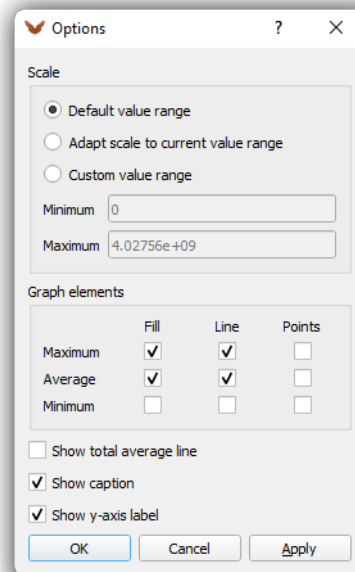 Options ?
Scale
Default value range
Adapt scale to current value range
Custom value range
Minimum 0
Maximum 4.02756e+09
Graph elements
Fill Line Points
Maximum
Average
Minimum
Show total average line
Show caption
Show y-axis label
OK Cancel Apply